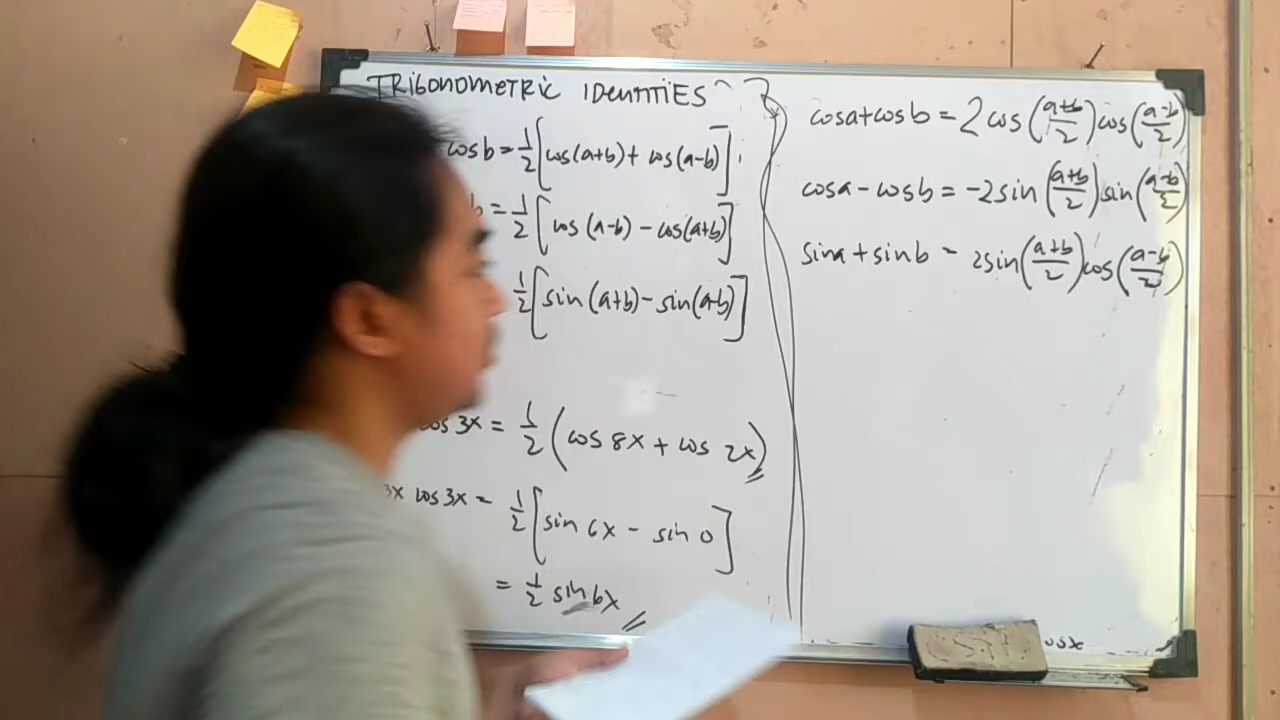 TRIGONOMETRIC IDENTITIES
cos b = 1/2 [cos(a+b) + cos(a-b)]
b = 1/2 [cos (a-b) - cos(a+b)]
1/2 [sin (a+b) - sin(a-b)]
cos 3x = 1/2 (cos 8x + cos 2x)
3x cos 3x = 1/2 [sin 6x - sin 0]
= 1/2 sin 6x
cosa+cosb = 2cos((a+b)/2)cos((a-b)/2)
cosa - cosb = -2sin((a+b)/2)sin((a-b)/2)
sina + sinb = 2sin((a+b)/2)cos((a-b)/2)
cosx